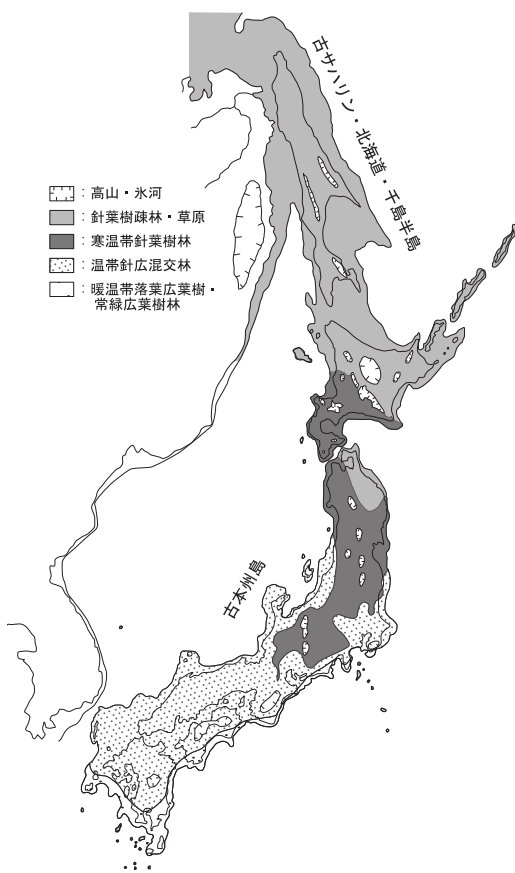 古サハリン・北海道・千島半島
：高山・氷河
：針葉樹疎林・草原
：寒温帯針葉樹林
：温帯針広混交林
：暖温帯落葉広葉樹・
常緑広葉樹林
古本州島